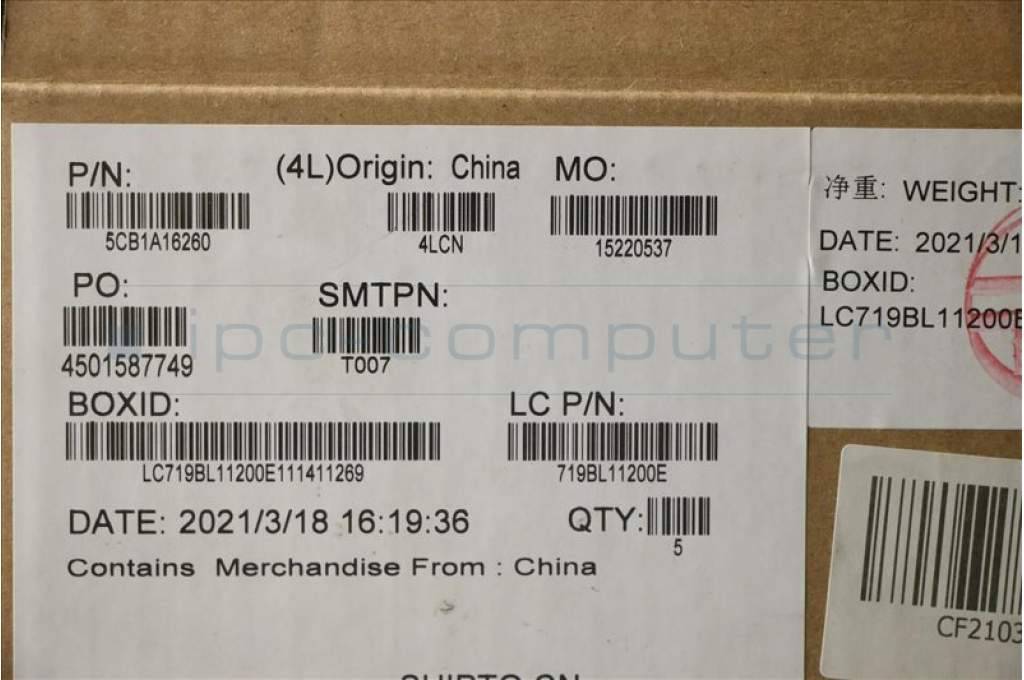 P/N: (4L)Origin: China MO:
5CB1A16260 4LCN 15220537
PO: SMTPN:
4501587749 T007
BOXID: LC P/N:
LC719BL11200E111411269 719BL11200E
DATE: 2021/3/18 16:19:36 QTY:
5
Contains Merchandise From : China
净重: WEIGHT:
DATE: 2021/3/1
BOXID:
LC719BL11200E
CF2103
ipc-computer